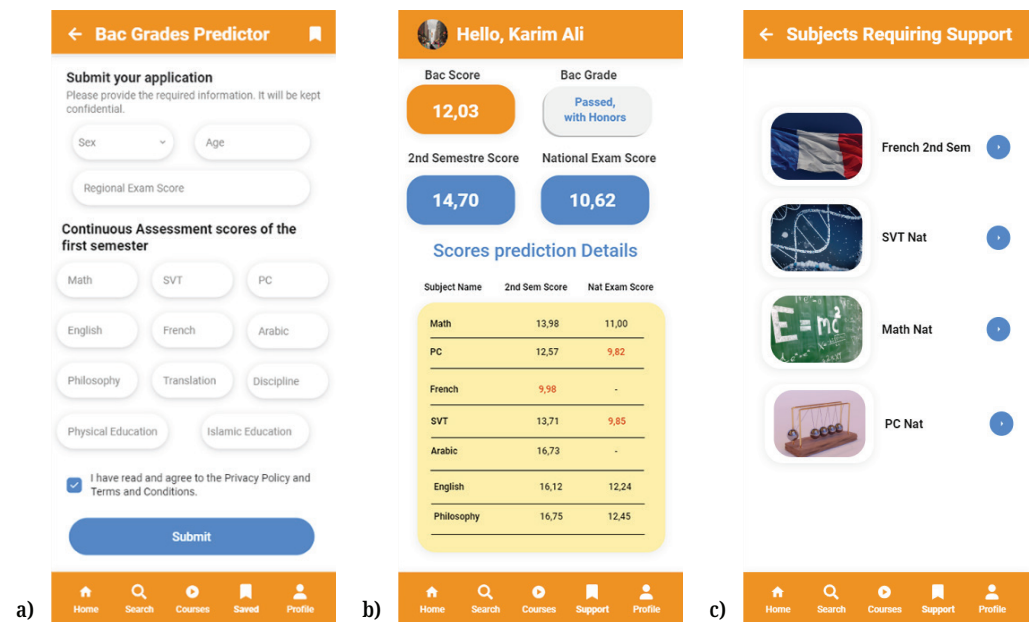 Bac Grades Predictor
Submit your application
Please provide the required information. It will be kept
confidential.
Sex
Age
Regional Exam Score
Continuous Assessment scores of the
first semester
Math
SVT
PC
English
French
Arabic
Philosophy
Translation
Discipline
Physical Education
Islamic Education
I have read and agree to the Privacy Policy and
Terms and Conditions.
Submit
Home
Search
Courses
Saved
Profile
a)
Hello, Karim Ali
Bac Score
Bac Grade
12,03
Passed,
with Honors
2nd Semestre Score
National Exam Score
14,70
10,62
Scores prediction Details
Subject Name 2nd Sem Score Nat Exam Score
Math 13,98 11,00
PC 12,57 9,82
French 9,98 -
SVT 13,71 9,85
Arabic 16,73 -
English 16,12 12,24
Philosophy 16,75 12,45
Home
Search
Courses
Support
Profile
b)
Subjects Requiring Support
French 2nd Sem
SVT Nat
E=mc²
Math Nat
PC Nat
Home
Search
Courses
Support
Profile
c)